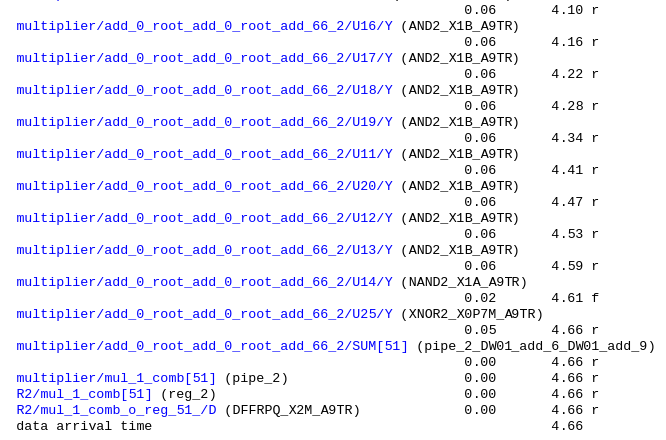 0.06 4.10 r
multiplier/add_0_root_add_0_root_add_66_2/U16/Y (AND2_X1B_A9TR)
0.06 4.16 r
multiplier/add_0_root_add_0_root_add_66_2/U17/Y (AND2_X1B_A9TR)
0.06 4.22 r
multiplier/add_0_root_add_0_root_add_66_2/U18/Y (AND2_X1B_A9TR)
0.06 4.28 r
multiplier/add_0_root_add_0_root_add_66_2/U19/Y (AND2_X1B_A9TR)
0.06 4.34 r
multiplier/add_0_root_add_0_root_add_66_2/U11/Y (AND2_X1B_A9TR)
0.06 4.41 r
multiplier/add_0_root_add_0_root_add_66_2/U20/Y (AND2_X1B_A9TR)
0.06 4.47 r
multiplier/add_0_root_add_0_root_add_66_2/U12/Y (AND2_X1B_A9TR)
0.06 4.53 r
multiplier/add_0_root_add_0_root_add_66_2/U13/Y (AND2_X1B_A9TR)
0.06 4.59 r
multiplier/add_0_root_add_0_root_add_66_2/U14/Y (NAND2_X1A_A9TR)
0.02 4.61 f
multiplier/add_0_root_add_0_root_add_66_2/U25/Y (XNOR2_X0P7M_A9TR)
0.05 4.66 r
multiplier/add_0_root_add_0_root_add_66_2/SUM[51] (pipe_2_DW01_add_6_DW01_add_9)
0.00 4.66 r
multiplier/mul_1_comb[51] (pipe_2) 0.00 4.66 r
R2/mul_1_comb[51] (reg_2) 0.00 4.66 r
R2/mul_1_comb_o_reg_51_/D (DFFRPQ_X2M_A9TR) 0.00 4.66 r
data arrival time 4.66